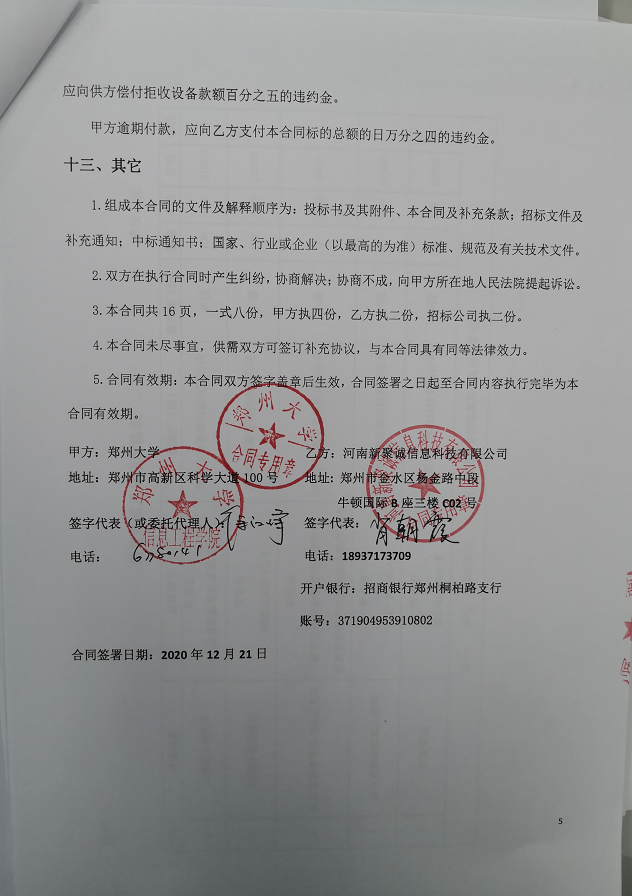 应向供方偿付拒收设备款额百分之五的违约金。
甲方逾期付款，应向乙方支付本合同标的总额的日万分之四的违约金。
十三、其它
1.组成本合同的文件及解释顺序为：投标书及其附件、本合同及补充条款；招标文件及
补充通知；中标通知书；国家、行业或企业（以最高的为准）标准、规范及有关技术文件。
2.双方在执行合同时产生纠纷，协商解决；协商不成，向甲方所在地人民法院提起诉讼。
3.本合同共16页，一式八份，甲方执四份，乙方执二份，招标公司执二份。
4.本合同未尽事宜，供需双方可签订补充协议，与本合同具有同等法律效力。
5.合同有效期：本合同双方签字盖章后生效，合同签署之日起至合同内容执行完毕为本
合同有效期。
郑州大学
合同专用章
甲方：郑州大学
乙方：河南新聚诚信息科技有限公司
地址：郑州市高新区科学大道100号
地址：郑州市金水区杨金路中段
牛顿国际B座三楼C02号
郑州大学
信息工程学院
签字代表（或委托代理人）：
签字代表：
电话：
电话：18937173709
开户银行：招商银行郑州桐柏路支行
账号：371904953910802
合同签署日期：2020年12月21日
5